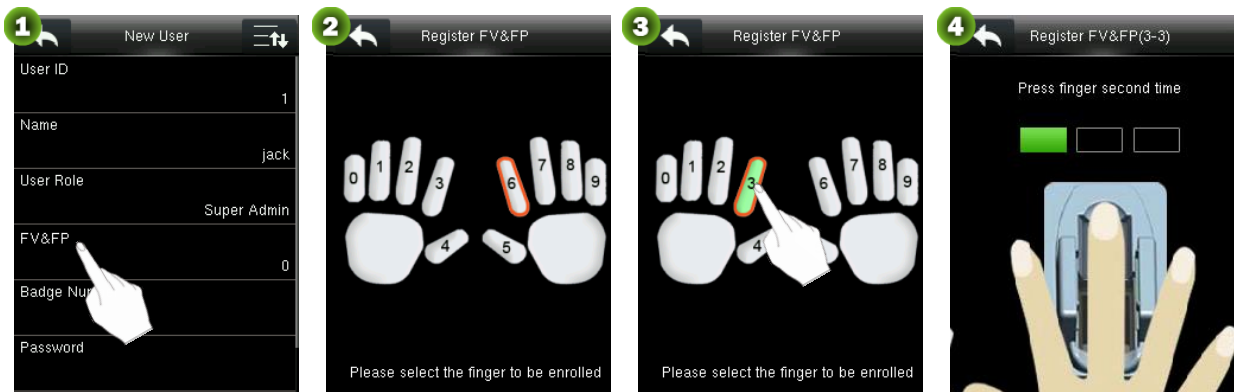 1
New User
User ID
1
Name
jack
User Role
Super Admin
FV&FP
0
Badge Nu
Password
2
Register FV&FP
0 1 2 3 6 7 8 9
4 5
Please select the finger to be enrolled
3
Register FV&FP
0 1 2 3 6 7 8 9
4
Please select the finger to be enrolled
4
Register FV&FP(3-3)
Press finger second time